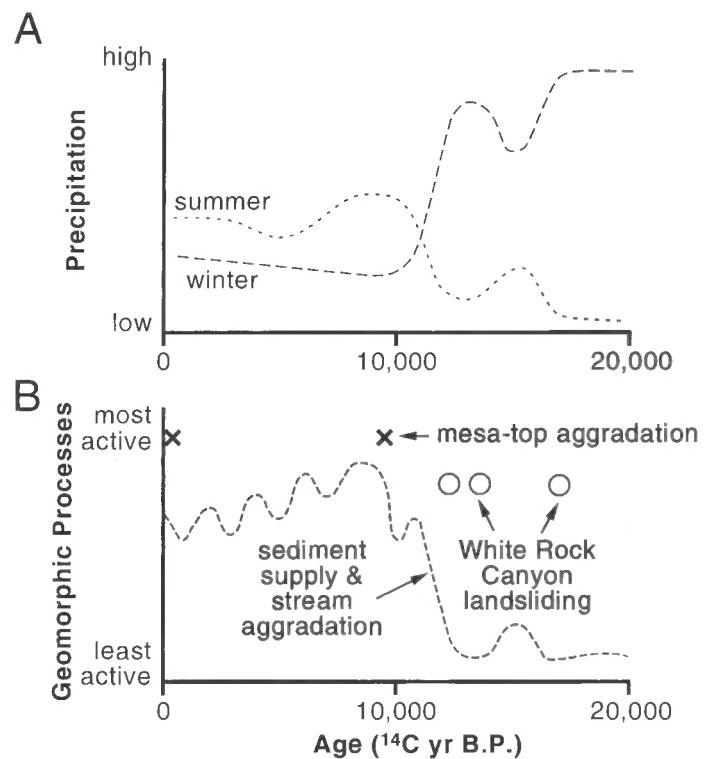 A
high
Precipitation
summer
winter
low
0
10,000
20,000
B
most
active
Geomorphic Processes
mesa-top aggradation
sediment
supply &
stream
aggradation
White Rock
Canyon
landsliding
least
active
0
10,000
20,000
Age (¹⁴C yr B.P.)